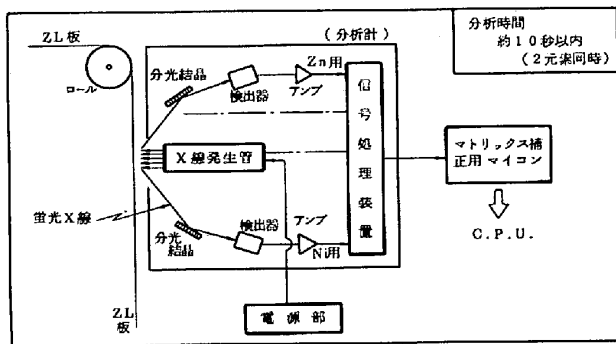 ZL板
ロール
(分析計)
分析時間
約10秒以内
(2元素同時)
分光結晶
検出器
アンプ
Zn用
信号処理装置
X線発生管
マトリックス補
正用マイコン
C.P.U.
蛍光X線
分光
結晶
検出器
アンプ
Ni用
電源部
ZL
板